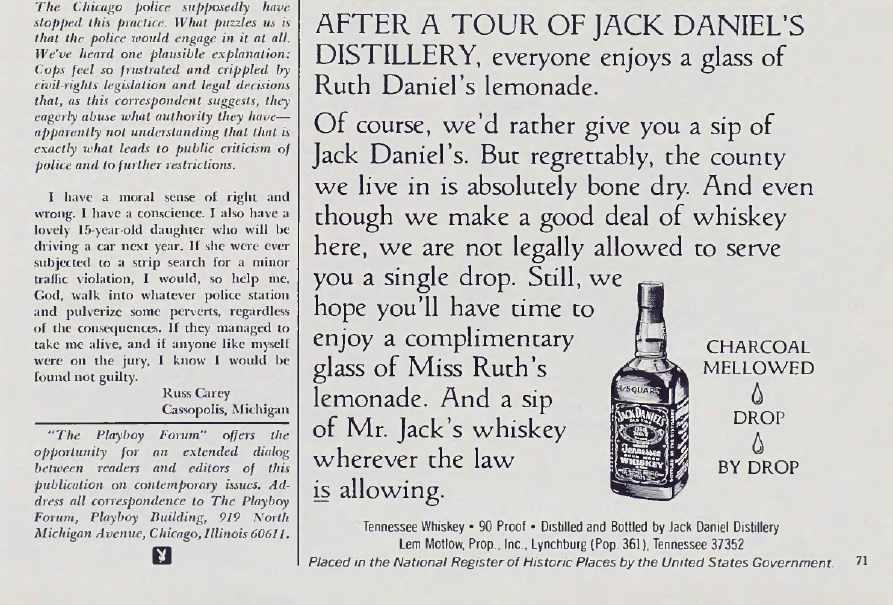 The Chicago police supposedly have
stopped this practice. What puzzles us is
that the police would engage in it at all.
We've heard one plausible explanation:
Cops feel so frustrated and crippled by
civil-rights legislation and legal decisions
that, as this correspondent suggests, they
eagerly abuse what authority they have—
apparently not understanding that that is
exactly what leads to public criticism of
police and to further restrictions.
I have a moral sense of right and
wrong. I have a conscience. I also have a
lovely 15-year-old daughter who will be
driving a car next year. If she were ever
subjected to a strip search for a minor
traffic violation, I would, so help me,
God, walk into whatever police station
and pulverize some perverts, regardless
of the consequences. If they managed to
take me alive, and if anyone like myself
were on the jury, I know I would be
found not guilty.
Russ Carey
Cassopolis, Michigan
"The Playboy Forum" offers the
opportunity for an extended dialog
between readers and editors of this
publication on contemporary issues. Ad-
dress all correspondence to The Playboy
Forum, Playboy Building, 919 North
Michigan Avenue, Chicago, Illinois 60611.
AFTER A TOUR OF JACK DANIEL'S
DISTILLERY, everyone enjoys a glass of
Ruth Daniel's lemonade.
Of course, we'd rather give you a sip of
Jack Daniel's. But regrettably, the county
we live in is absolutely bone dry. And even
though we make a good deal of whiskey
here, we are not legally allowed to serve
you a single drop. Still, we
hope you'll have time to
enjoy a complimentary
glass of Miss Ruth's
lemonade. And a sip
of Mr. Jack's whiskey
wherever the law
is allowing.
JACK DANIEL'S
Tennessee
WHISKEY
CHARCOAL
MELLOWED
DROP
BY DROP
Tennessee Whiskey • 90 Proof • Distilled and Bottled by Jack Daniel Distillery
Lem Motlow, Prop., Inc., Lynchburg (Pop. 361), Tennessee 37352
Placed in the National Register of Historic Places by the United States Government.
71